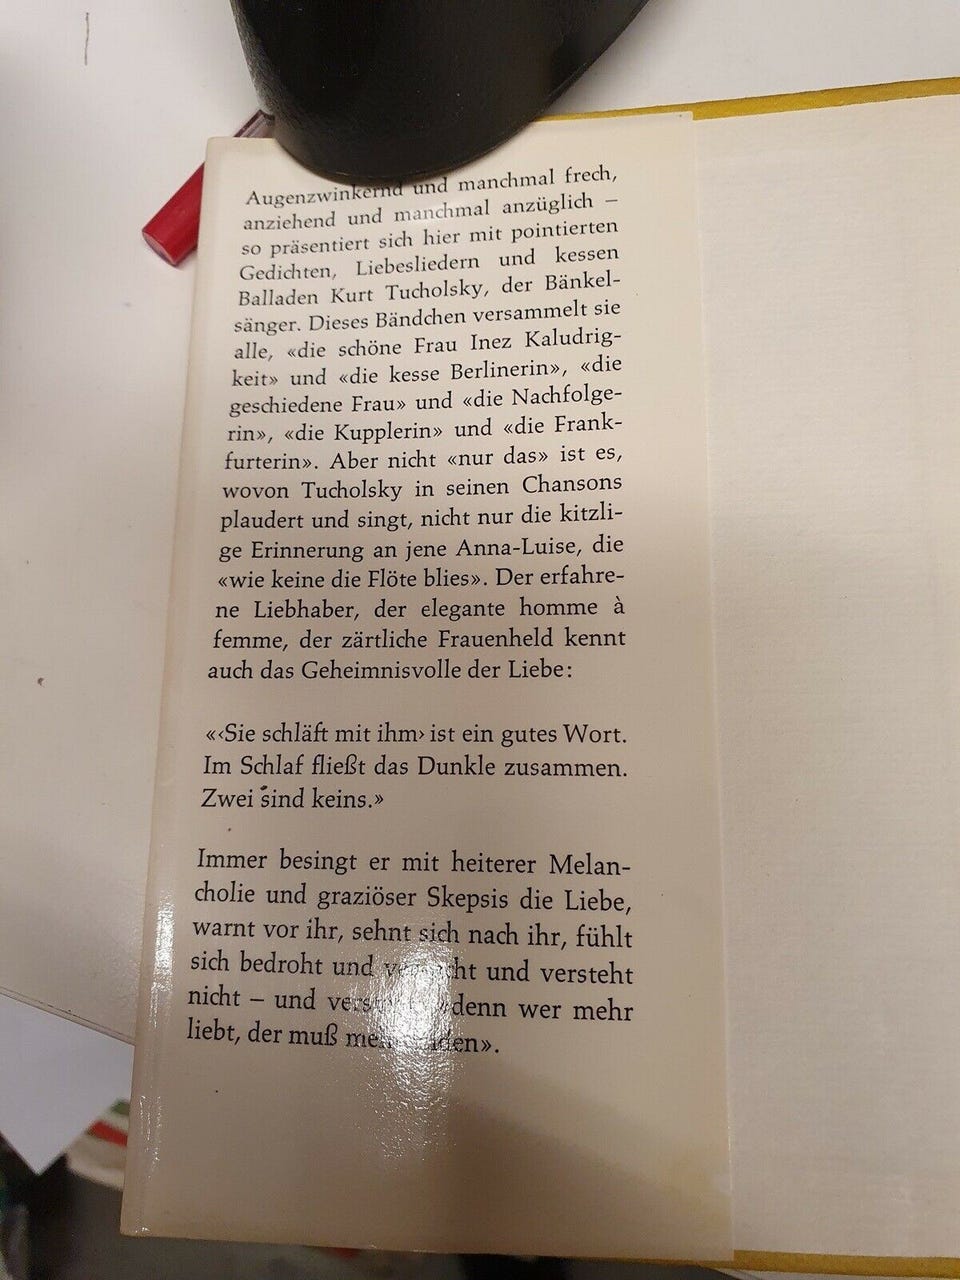 Augenzwinkernd und manchmal frech,
anziehend und manchmal anzüglich –
so präsentiert sich hier mit pointierten
Gedichten, Liebesliedern und kessen
Balladen Kurt Tucholsky, der Bänkel-
sänger. Dieses Bändchen versammelt sie
alle, «die schöne Frau Inez Kaludrig-
keit» und «die kesse Berlinerin», «die
geschiedene Frau» und «die Nachfolge-
rin», «die Kupplerin» und «die Frank-
furterin». Aber nicht «nur das» ist es,
wovon Tucholsky in seinen Chansons
plaudert und singt, nicht nur die kitzli-
ge Erinnerung an jene Anna-Luise, die
«wie keine die Flöte blies». Der erfahre-
ne Liebhaber, der elegante homme à
femme, der zärtliche Frauenheld kennt
auch das Geheimnisvolle der Liebe:
«‹Sie schläft mit ihm› ist ein gutes Wort.
Im Schlaf fließt das Dunkle zusammen.
Zwei sind keins.»
Immer besingt er mit heiterer Melan-
cholie und graziöser Skepsis die Liebe,
warnt vor ihr, sehnt sich nach ihr, fühlt
sich bedroht und und versteht
nicht – und denn wer mehr
liebt, der muß